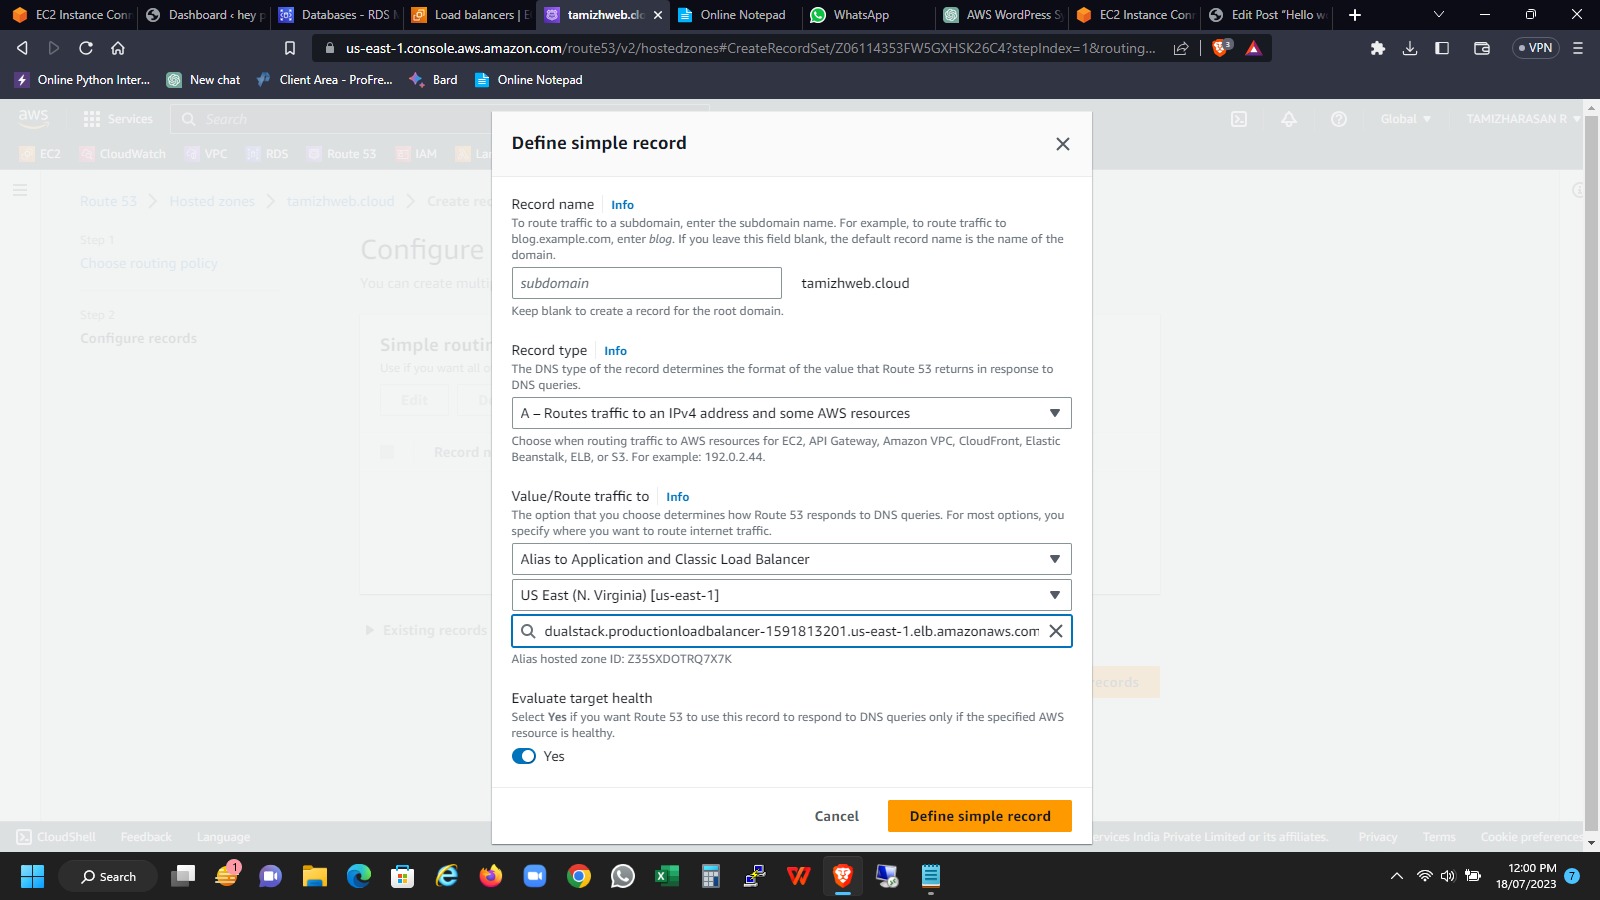 EC2 Instance Conn
Dashboard ‹ hey p
Databases - RDS M
Load balancers | E
tamizhweb.clo
Online Notepad
WhatsApp
AWS WordPress Sy
EC2 Instance Conn
Edit Post “Hello w
us-east-1.console.aws.amazon.com/route53/v2/hostedzones#CreateRecordSet/Z06114353FW5GXHSK26C4?stepIndex=1&routing...
3
VPN
Online Python Inter...
New chat
Client Area - ProFre...
Bard
Online Notepad
aws
Services
Search
Global
TAMIZHARASAN R
EC2
CloudWatch
VPC
RDS
Route 53
IAM
La
Route 53
Hosted zones
tamizhweb.cloud
Create rec
Step 1
Choose routing policy
Step 2
Configure records
Configure
You can create multi
Simple routin
Use if you want all o
Edit
D
Record n
Existing records
ecords
Define simple record
Record name
Info
To route traffic to a subdomain, enter the subdomain name. For example, to route traffic to
blog.example.com, enter blog. If you leave this field blank, the default record name is the name of the
domain.
subdomain
tamizhweb.cloud
Keep blank to create a record for the root domain.
Record type
Info
The DNS type of the record determines the format of the value that Route 53 returns in response to
DNS queries.
A – Routes traffic to an IPv4 address and some AWS resources
Choose when routing traffic to AWS resources for EC2, API Gateway, Amazon VPC, CloudFront, Elastic
Beanstalk, ELB, or S3. For example: 192.0.2.44.
Value/Route traffic to
Info
The option that you choose determines how Route 53 responds to DNS queries. For most options, you
specify where you want to route internet traffic.
Alias to Application and Classic Load Balancer
US East (N. Virginia) [us-east-1]
dualstack.productionloadbalancer-1591813201.us-east-1.elb.amazonaws.com
Alias hosted zone ID: Z35SXDOTRQ7X7K
Evaluate target health
Select Yes if you want Route 53 to use this record to respond to DNS queries only if the specified AWS
resource is healthy.
Yes
Cancel
Define simple record
CloudShell
Feedback
Language
ervices India Private Limited or its affiliates.
Privacy
Terms
Cookie preferences
Search
1
12:00 PM
18/07/2023
7